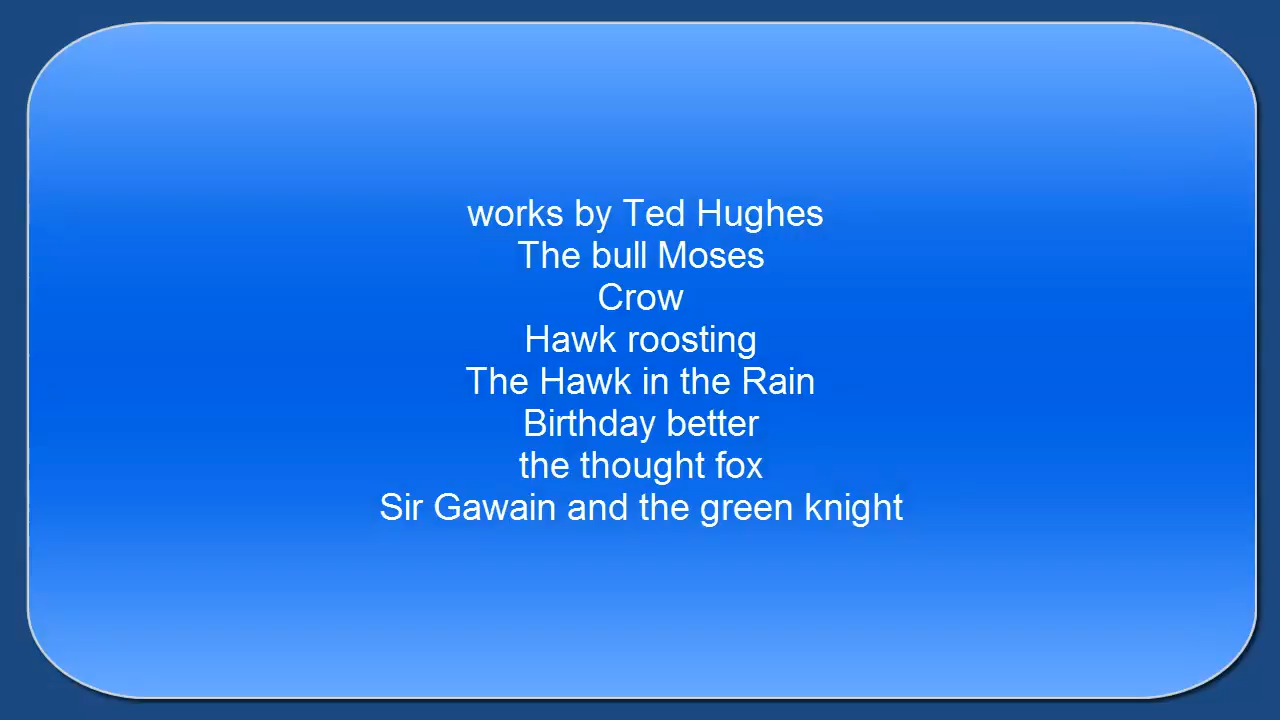 works by Ted Hughes
The bull Moses
Crow
Hawk roosting
The Hawk in the Rain
Birthday better
the thought fox
Sir Gawain and the green knight